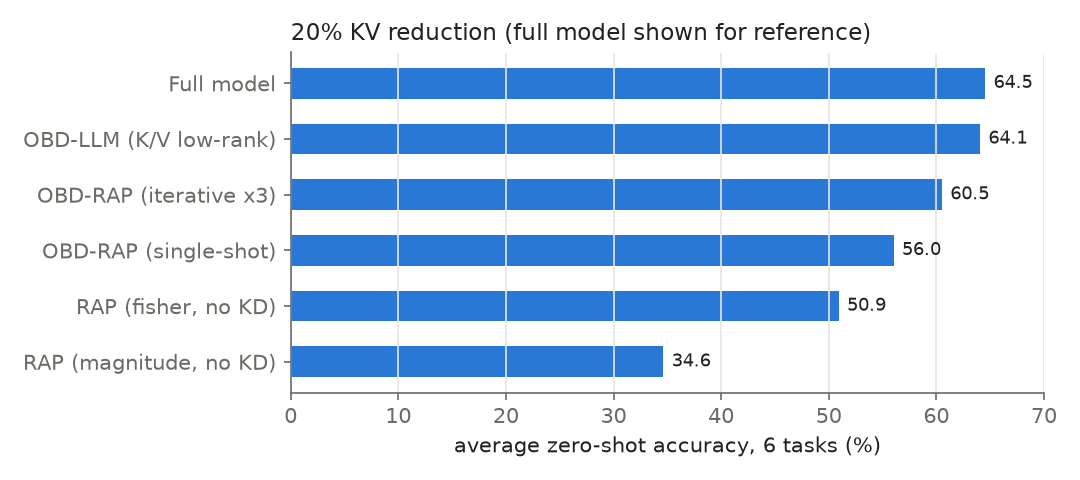 20% KV reduction (full model shown for reference)
Full model
64.5
OBD-LLM (K/V low-rank)
64.1
OBD-RAP (iterative x3)
60.5
OBD-RAP (single-shot)
56.0
RAP (fisher, no KD)
50.9
RAP (magnitude, no KD)
34.6
0 10 20 30 40 50 60 70
average zero-shot accuracy, 6 tasks (%)